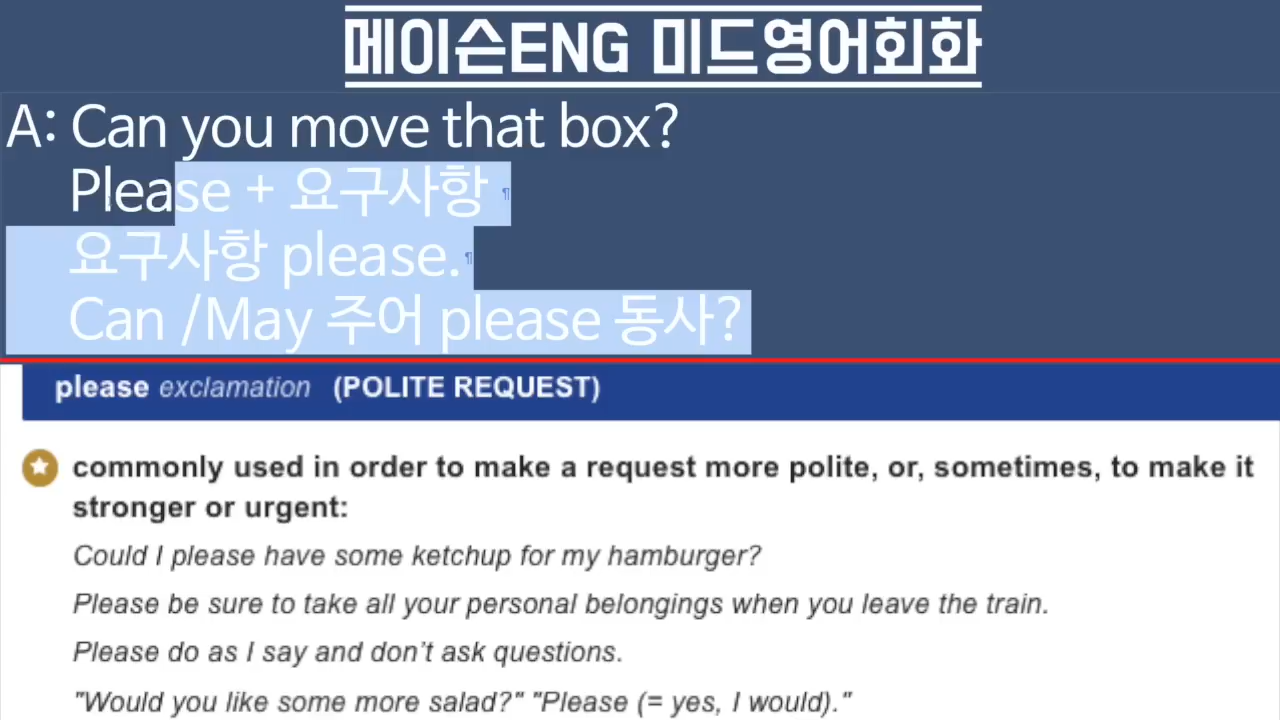 메이슨ENG 미드영어회화
A: Can you move that box?
Please + 요구사항
요구사항 please.
Can /May 주어 please 동사?
please exclamation (POLITE REQUEST)
commonly used in order to make a request more polite, or, sometimes, to make it
stronger or urgent:
Could I please have some ketchup for my hamburger?
Please be sure to take all your personal belongings when you leave the train.
Please do as I say and don't ask questions.
"Would you like some more salad?" "Please (= yes, I would)."